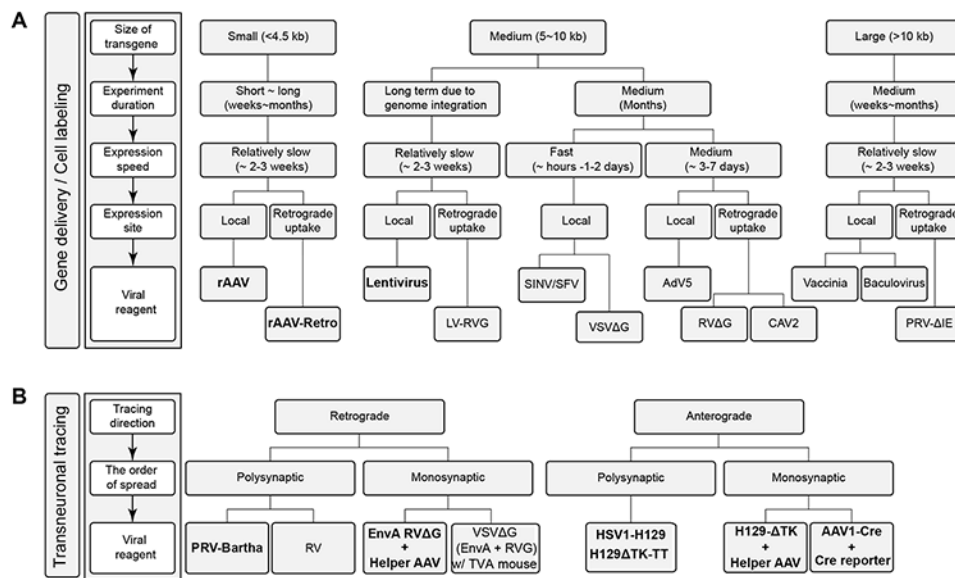 A
Gene delivery / Cell labeling
Size of
transgene
Experiment
duration
Expression
speed
Expression
site
Viral
reagent
Small (<4.5 kb)
Medium (5~10 kb)
Large (>10 kb)
Short ~ long
(weeks~months)
Long term due to
genome integration
Medium
(Months)
Medium
(weeks~months)
Relatively slow
(~ 2-3 weeks)
Relatively slow
(~ 2-3 weeks)
Fast
(~ hours -1-2 days)
Medium
(~ 3-7 days)
Relatively slow
(~ 2-3 weeks)
Local
Retrograde
uptake
Local
Retrograde
uptake
Local
Local
Retrograde
uptake
Local
Retrograde
uptake
rAAV
rAAV-Retro
Lentivirus
LV-RVG
SINV/SFV
VSVΔG
AdV5
RVΔG
CAV2
Vaccinia
Baculovirus
PRV-ΔIE
B
Transneuronal tracing
Tracing
direction
The order
of spread
Viral
reagent
Retrograde
Anterograde
Polysynaptic
Monosynaptic
Polysynaptic
Monosynaptic
PRV-Bartha
RV
EnvA RVΔG
+
Helper AAV
VSVΔG
(EnvA + RVG)
w/ TVA mouse
HSV1-H129
H129ΔTK-TT
H129-ΔTK
+
Helper AAV
AAV1-Cre
+
Cre reporter